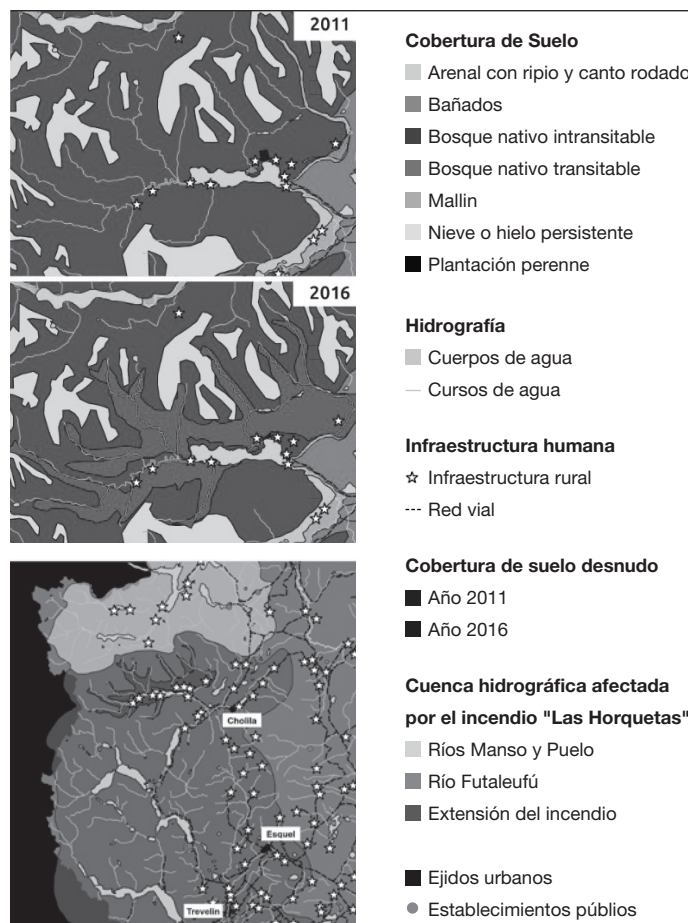 2011
2016
Cholila
Esquel
Trevelin
Cobertura de Suelo
Arenal con ripio y canto rodado
Bañados
Bosque nativo intransitable
Bosque nativo transitable
Mallin
Nieve o hielo persistente
Plantación perenne
Hidrografía
Cuerpos de agua
Cursos de agua
Infraestructura humana
Infraestructura rural
Red vial
Cobertura de suelo desnudo
Año 2011
Año 2016
Cuenca hidrográfica afectada
por el incendio "Las Horquetas"
Ríos Manso y Puelo
Río Futaleufú
Extensión del incendio
Ejidos urbanos
Establecimientos públios